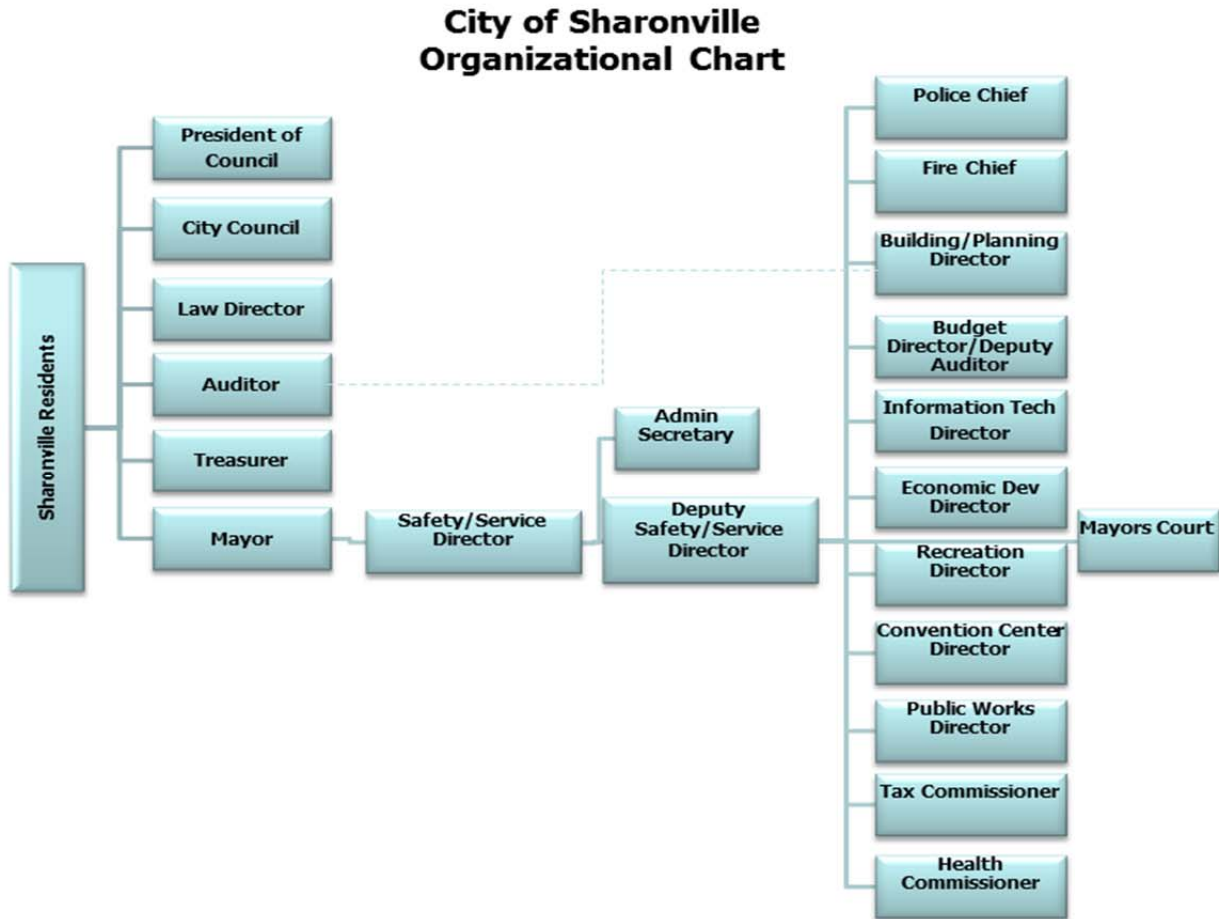 City of Sharonville
Organizational Chart
Sharonville Residents
President of
Council
City Council
Law Director
Auditor
Treasurer
Mayor
Safety/Service
Director
Admin
Secretary
Deputy
Safety/Service
Director
Police Chief
Fire Chief
Building/Planning
Director
Budget
Director/Deputy
Auditor
Information Tech
Director
Economic Dev
Director
Recreation
Director
Convention Center
Director
Public Works
Director
Tax Commissioner
Health
Commissioner
Mayors Court